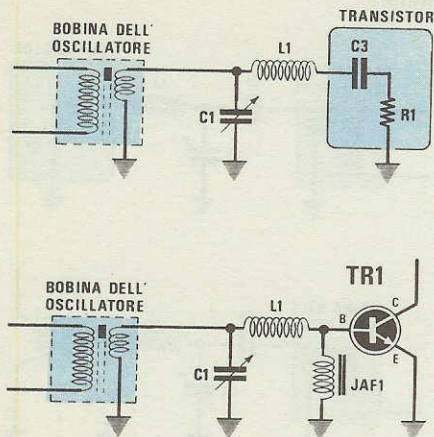 TRANSISTOR
BOBINA DELL'
OSCILLATORE
L1
C3
C1
R1
BOBINA DELL'
OSCILLATORE
TR1
L1
B
C
E
C1
JAF1